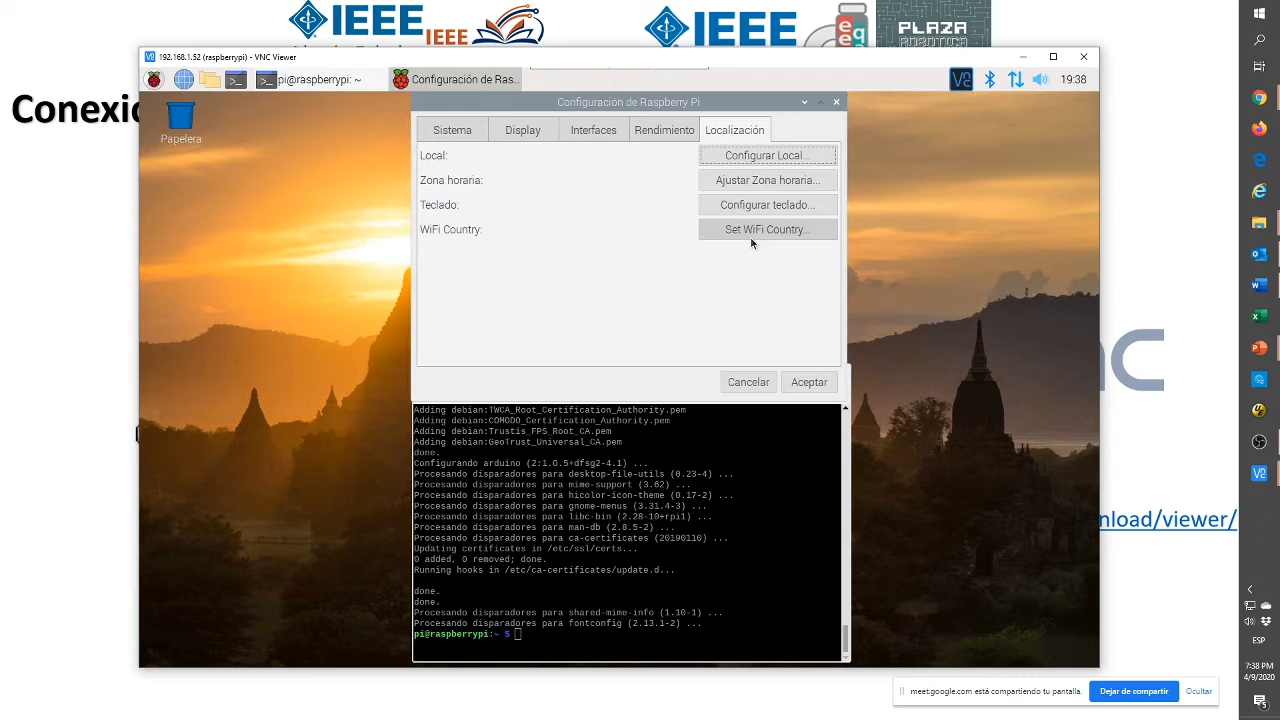 IEEE
IEEE
IEEE
eq
PLAZA
ROBOTICA
192.168.1.52 (raspberrypi) - VNC Viewer
pi@raspberrypi: ~
Configuración de Ras...
19:38
Conexió
Papelera
Configuración de Raspberry Pi
Sistema
Display
Interfaces
Rendimiento
Localización
Local:
Configurar Local...
Zona horaria:
Ajustar Zona horaria...
Teclado:
Configurar teclado...
WiFi Country:
Set WiFi Country...
Cancelar
Aceptar
Adding debian:TWCA_Root_Certification_Authority.pem
Adding debian:COMODO_Certification_Authority.pem
Adding debian:Trustis_FPS_Root_CA.pem
Adding debian:GeoTrust_Universal_CA.pem
done.
Configurando arduino (2:1.0.5+dfsg2-4.1) ...
Procesando disparadores para desktop-file-utils (0.23-4) ...
Procesando disparadores para mime-support (3.62) ...
Procesando disparadores para hicolor-icon-theme (0.17-2) ...
Procesando disparadores para gnome-menus (3.31.4-3) ...
Procesando disparadores para libc-bin (2.28-10+rpi1) ...
Procesando disparadores para man-db (2.8.5-2) ...
Procesando disparadores para ca-certificates (20190110) ...
Updating certificates in /etc/ssl/certs...
0 added, 0 removed; done.
Running hooks in /etc/ca-certificates/update.d...
done.
done.
Procesando disparadores para shared-mime-info (1.10-1) ...
Procesando disparadores para fontconfig (2.13.1-2) ...
pi@raspberrypi:~ $
nload/viewer/
meet.google.com está compartiendo tu pantalla.
Dejar de compartir
Ocultar
ESP
7:38 PM
4/9/2020